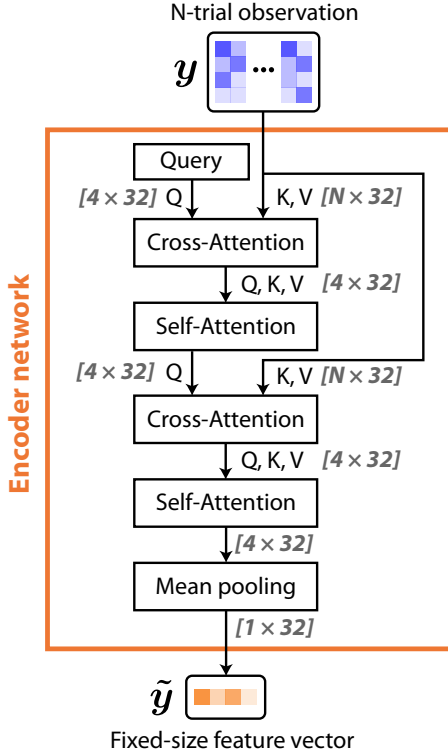 N-trial observation
y
...
Encoder network
Query
[4 × 32] Q
K, V [N × 32]
Cross-Attention
Q, K, V [4 × 32]
Self-Attention
[4 × 32] Q
K, V [N × 32]
Cross-Attention
Q, K, V [4 × 32]
Self-Attention
[4 × 32]
Mean pooling
[1 × 32]
ỹ
Fixed-size feature vector